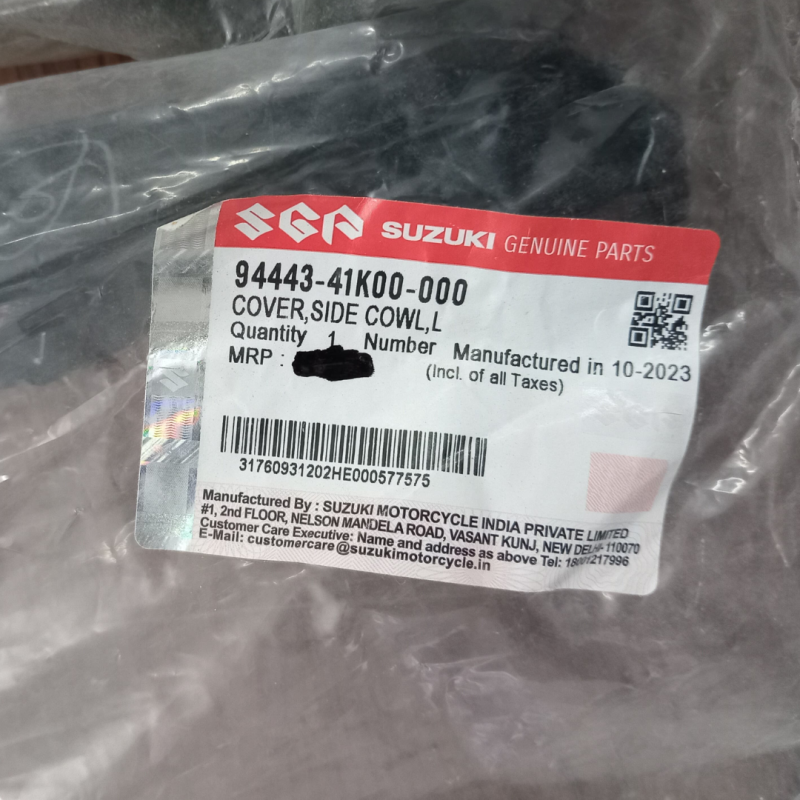 SGP SUZUKI GENUINE PARTS
94443-41K00-000
COVER,SIDE COWL,L
Quantity 1 Number Manufactured in 10-2023
MRP : (Incl. of all Taxes)
31760931202HE000577575
Manufactured By : SUZUKI MOTORCYCLE INDIA PRIVATE LIMITED
#1, 2nd FLOOR, NELSON MANDELA ROAD, VASANT KUNJ, NEW DELHI- 110070
Customer Care Executive: Name and address as above Tel:
E-Mail: customercare@suzukimotorcycle.in